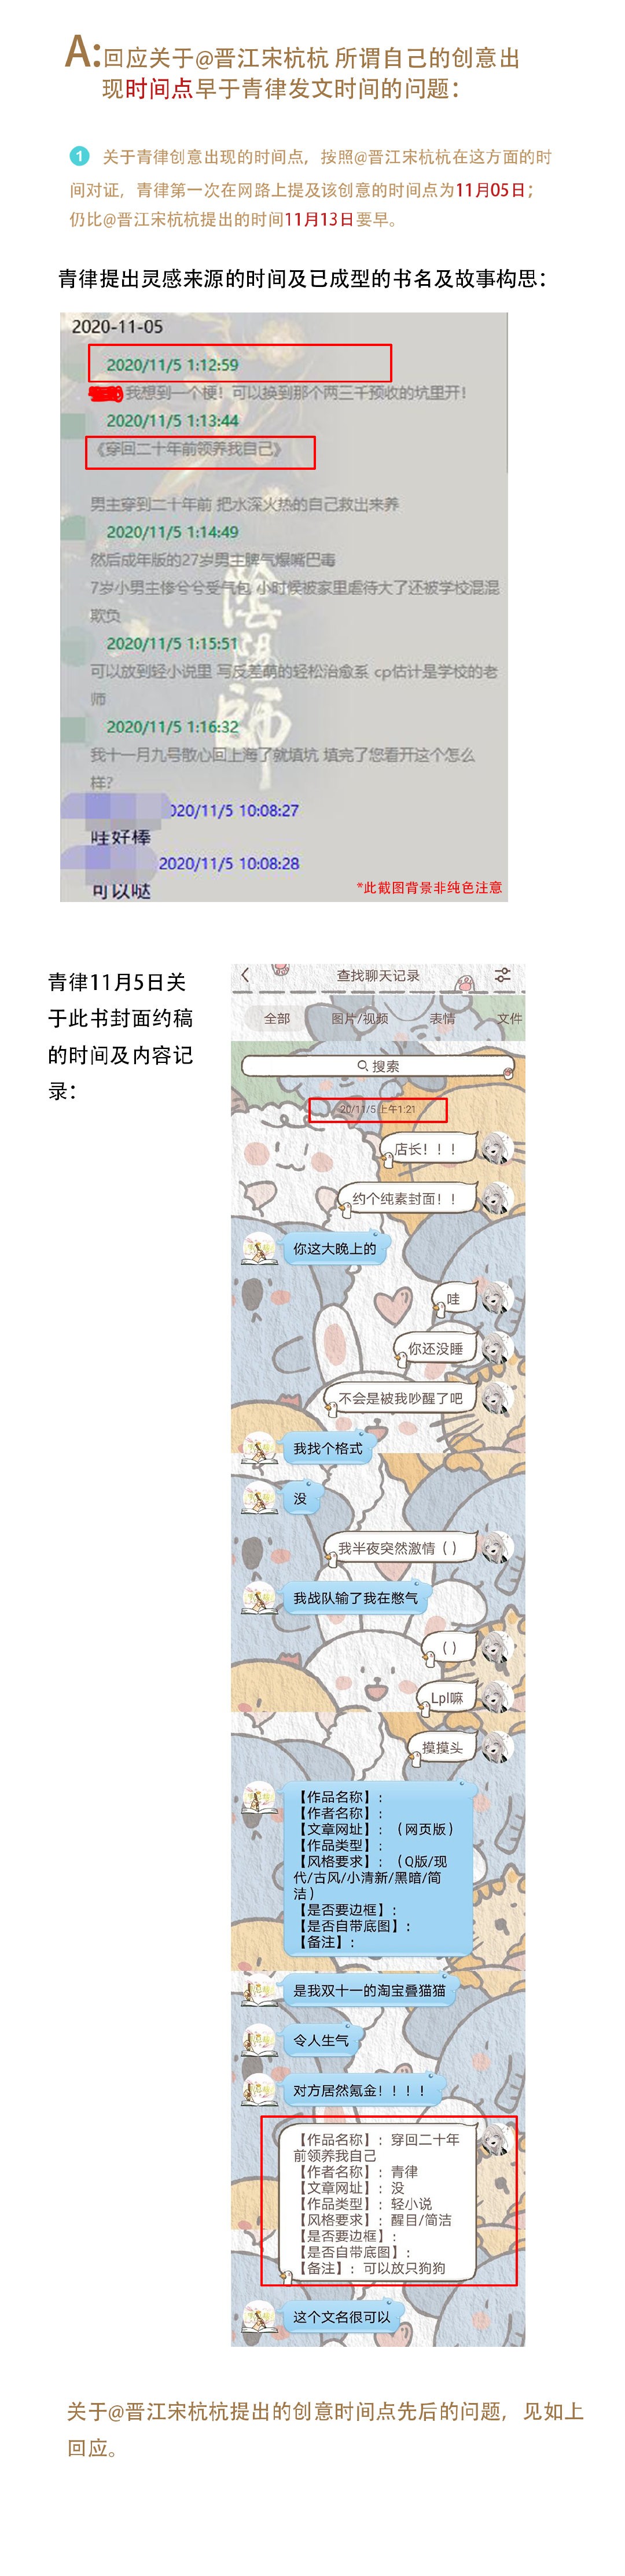 A:回应关于@晋江宋杭杭 所谓自己的创意出
现时间点早于青律发文时间的问题：
1 关于青律创意出现的时间点，按照@晋江宋杭杭在这方面的时
间对证，青律第一次在网路上提及该创意的时间点为11月05日；
仍比@晋江宋杭杭提出的时间11月13日要早。
青律提出灵感来源的时间及已成型的书名及故事构思：
2020-11-05
2020/11/5 1:12:59
我想到一个梗！可以换到那个两三千预收的坑里开！
2020/11/5 1:13:44
《穿回二十年前领养我自己》
男主穿到二十年前 把水深火热的自己救出来养
2020/11/5 1:14:49
然后成年版的27岁男主脾气爆嘴巴毒
7岁小男主惨兮兮受气包 小时候被家里虐待大了还被学校混混
欺负
2020/11/5 1:15:51
可以放到轻小说里 写反差萌的轻松治愈系 cp估计是学校的老
师
2020/11/5 1:16:32
我十一月九号散心回上海了就填坑 填完了您看开这个怎么
样？
020/11/5 10:08:27
哇好棒
2020/11/5 10:08:28
可以哒
陰陽師
*此截图背景非纯色注意
青律11月5日关
于此书封面约稿
的时间及内容记
录：
查找聊天记录
全部 图片/视频 表情 文件
搜索
20/11/5 上午1:21
店长！！！
约个纯素封面！！
你这大晚上的
哇
你还没睡
不会是被我吵醒了吧
我找个格式
没
我半夜突然激情（）
我战队输了我在憋气
（）
Lpl嘛
摸摸头
【作品名称】：
【作者名称】：
【文章网址】：（网页版）
【作品类型】：
【风格要求】：（Q版/现
代/古风/小清新/黑暗/简
洁）
【是否要边框】：
【是否自带底图】：
【备注】：
是我双十一的淘宝叠猫猫
令人生气
对方居然氪金！！！！
【作品名称】：穿回二十年
前领养我自己
【作者名称】：青律
【文章网址】：没
【作品类型】：轻小说
【风格要求】：醒目/简洁
【是否要边框】：
【是否自带底图】：
【备注】：可以放只狗狗
这个文名很可以
关于@晋江宋杭杭提出的创意时间点先后的问题，见如上
回应。